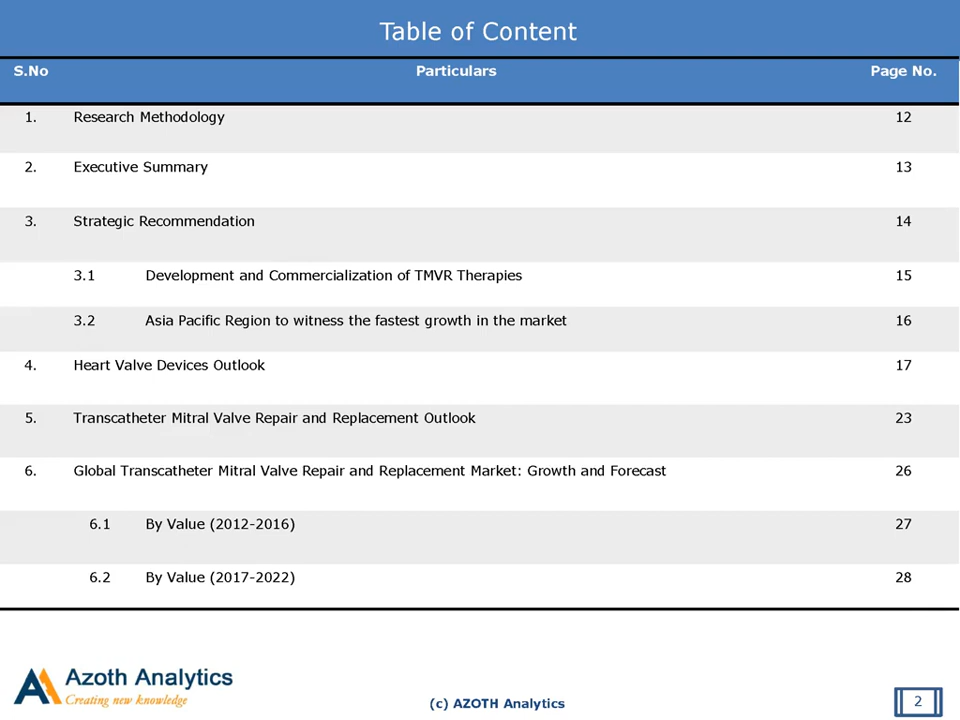 Table of Content
S.No Particulars Page No.
1. Research Methodology 12
2. Executive Summary 13
3. Strategic Recommendation 14
3.1 Development and Commercialization of TMVR Therapies 15
3.2 Asia Pacific Region to witness the fastest growth in the market 16
4. Heart Valve Devices Outlook 17
5. Transcatheter Mitral Valve Repair and Replacement Outlook 23
6. Global Transcatheter Mitral Valve Repair and Replacement Market: Growth and Forecast 26
6.1 By Value (2012-2016) 27
6.2 By Value (2017-2022) 28
Azoth Analytics
Creating new knowledge
(c) AZOTH Analytics
2